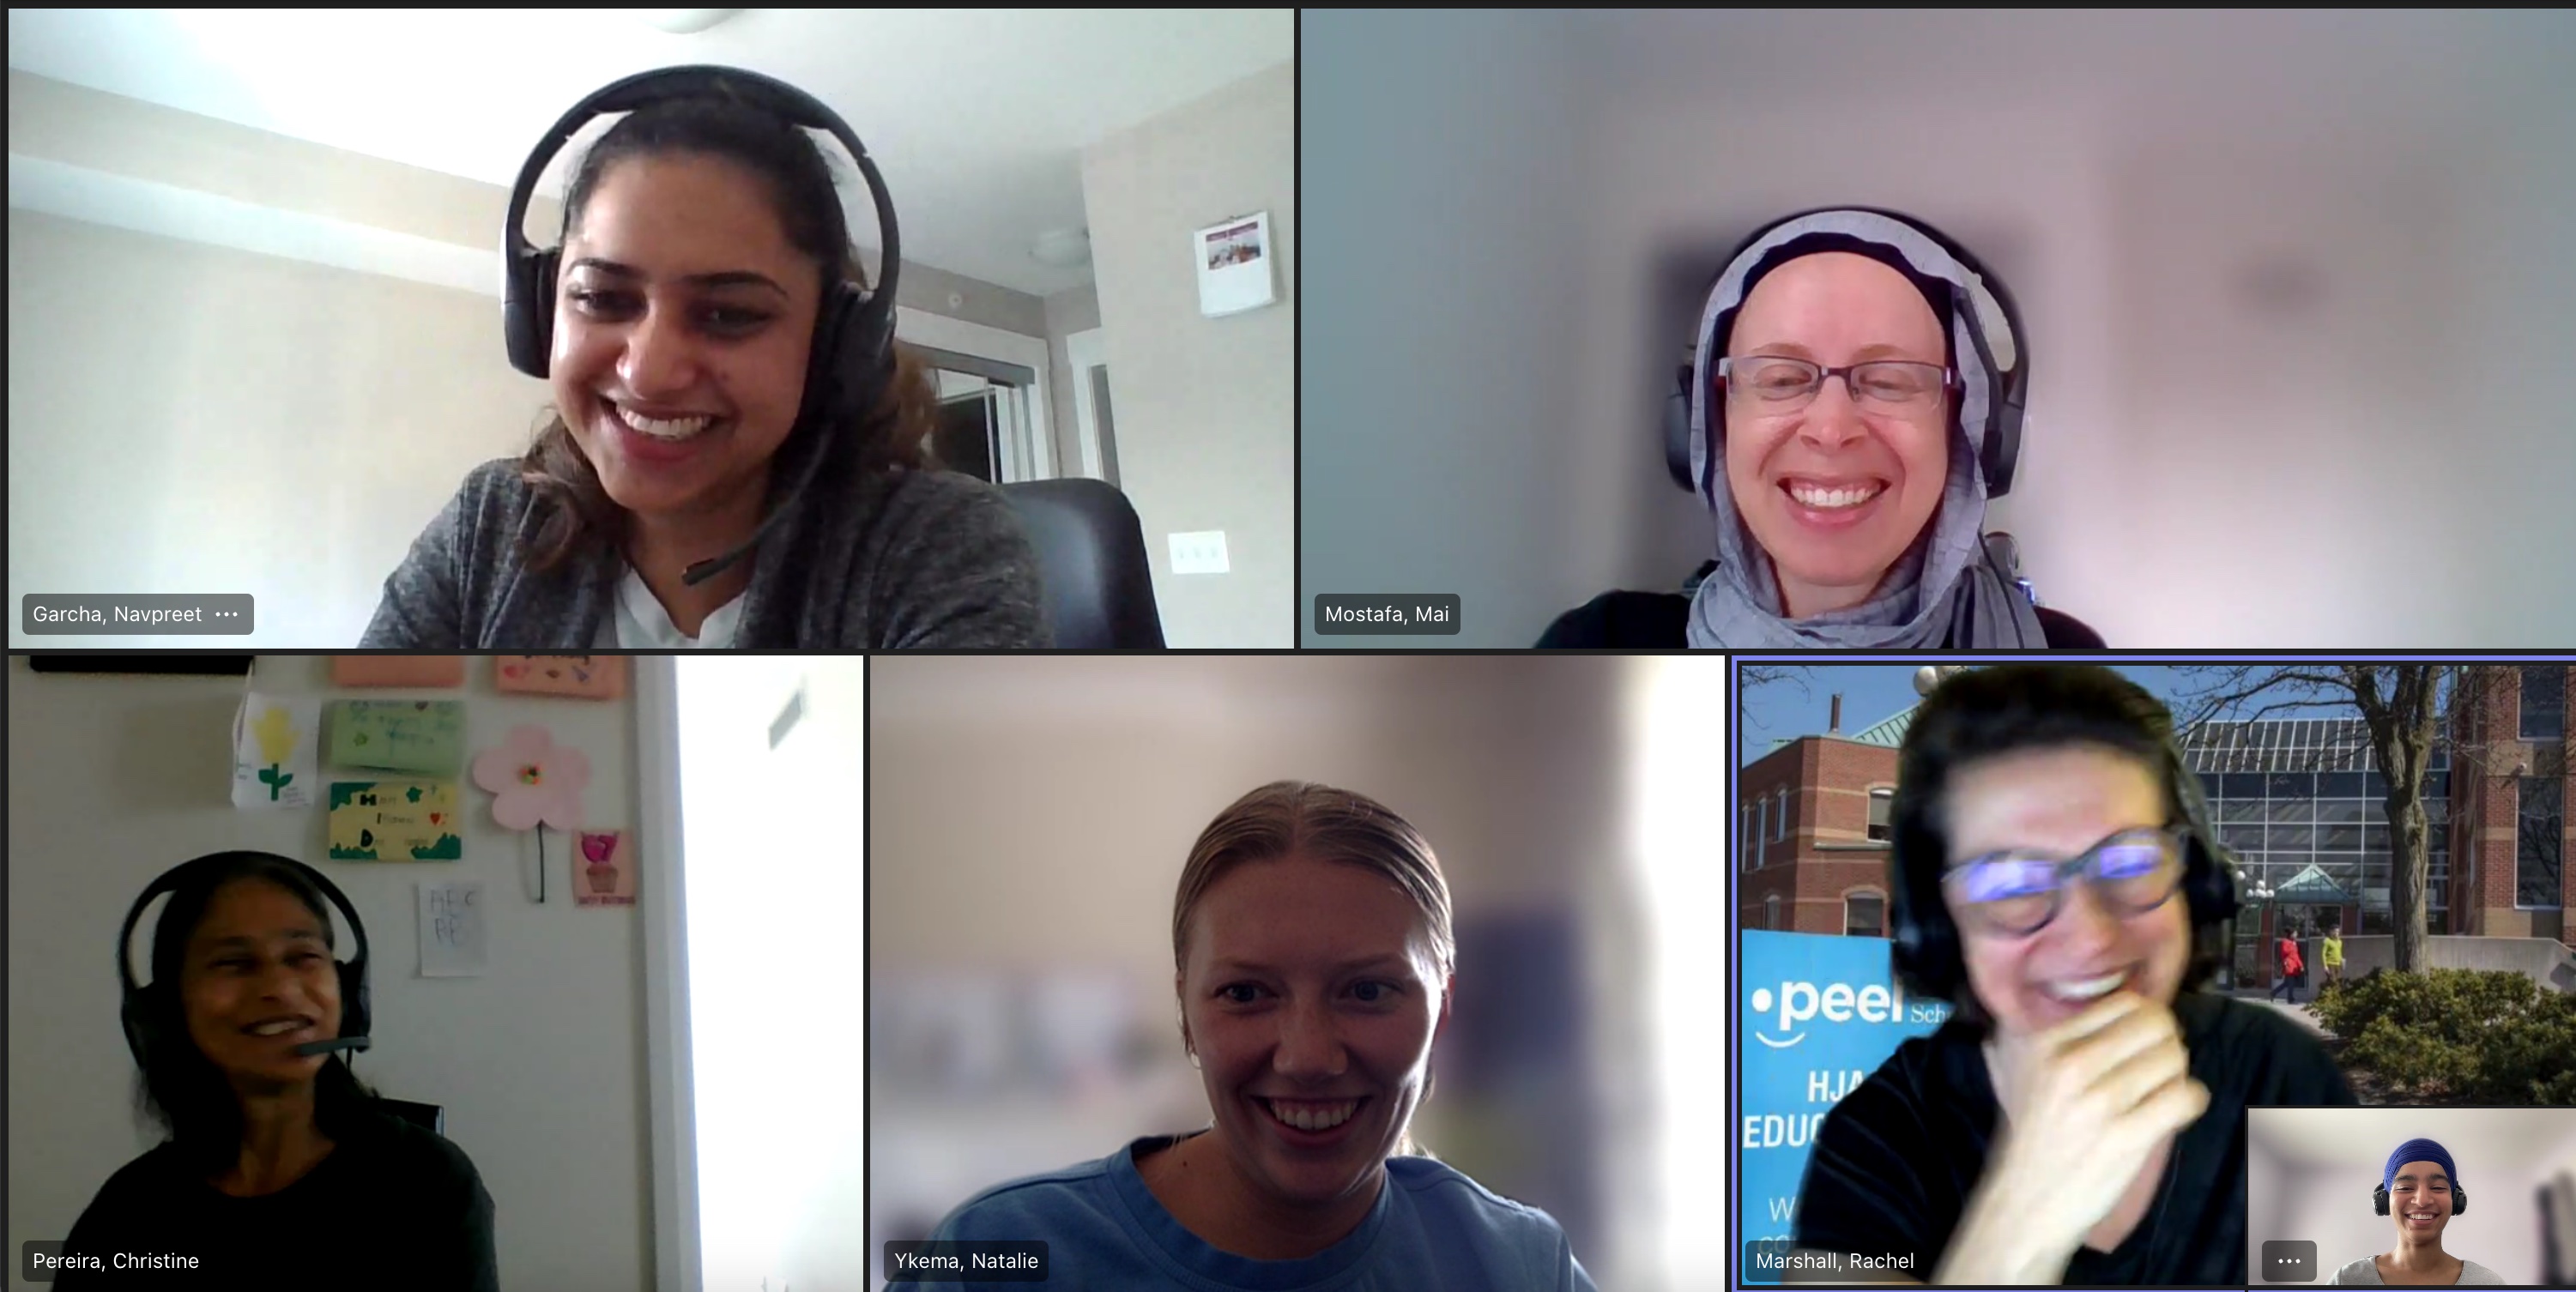 Garcha, Navpreet
Mostafa, Mai
Pereira, Christine
Ykema, Natalie
peel
HJA
EDUC
Marshall, Rachel